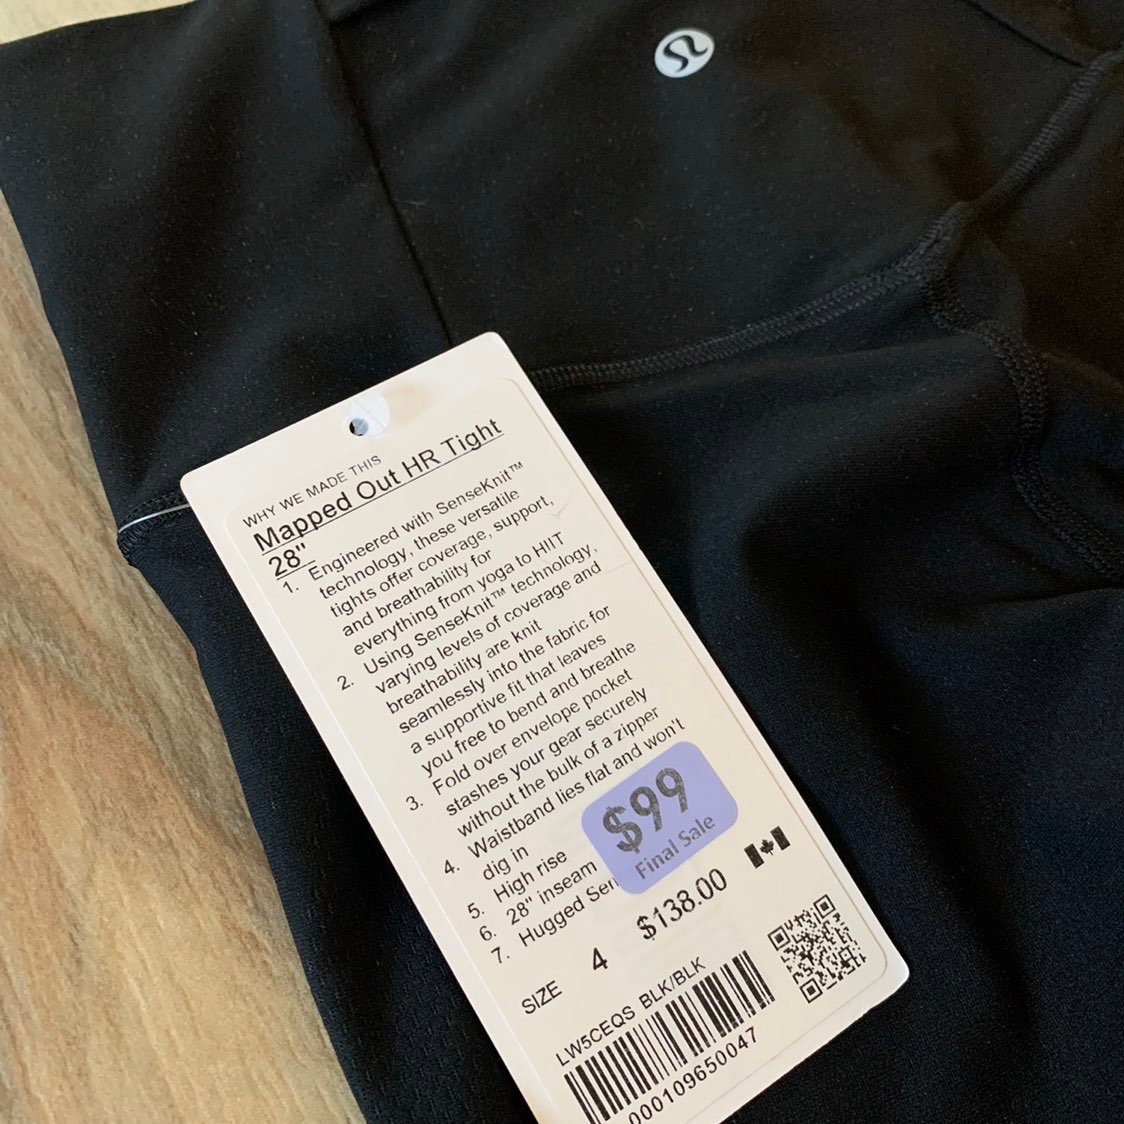 WHY WE MADE THIS
Mapped Out HR Tight
28"
1. Engineered with SenseKnit™
technology, these versatile
tights offer coverage, support,
and breathability for
everything from yoga to HIIT
2. Using SenseKnit™ technology,
varying levels of coverage and
breathability are knit
seamlessly into the fabric for
a supportive fit that leaves
you free to bend and breathe
3. Fold over envelope pocket
stashes your gear securely
without the bulk of a zipper
4. Waistband lies flat and won't
dig in
5. High rise
6. 28" inseam
7. Hugged
$99
Final Sale
SIZE 4 $138.00
LW5CEQS BLK/BLK
000109650047